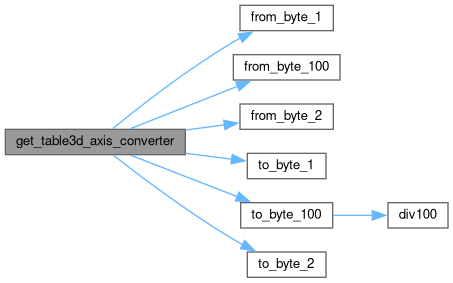 from_byte_1
from_byte_100
from_byte_2
get_table3d_axis_converter
to_byte_1
to_byte_100
div100
to_byte_2